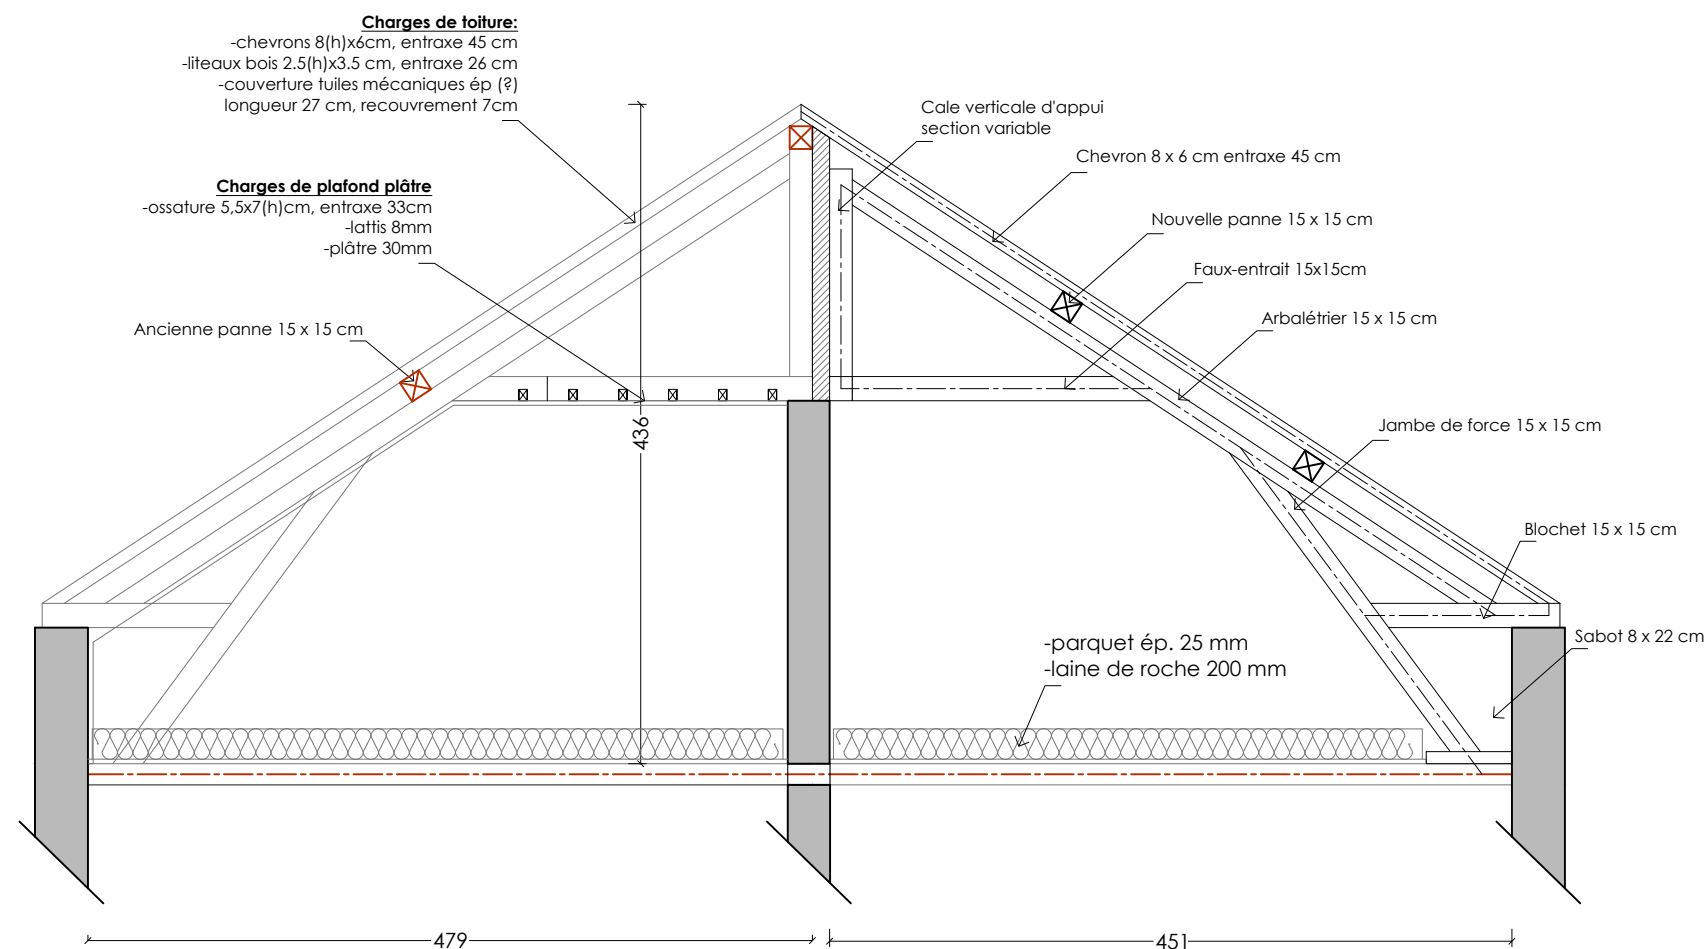 Charges de toiture:
-chevrons 8(h)x6cm, entraxe 45 cm
-liteaux bois 2.5(h)x3.5 cm, entraxe 26 cm
-couverture tuiles mécaniques ép (?)
longueur 27 cm, recouvrement 7cm
Cale verticale d'appui
section variable
Chevron 8 x 6 cm entraxe 45 cm
Charges de plafond plâtre
-ossature 5,5x7(h)cm, entraxe 33cm
-lattis 8mm
-plâtre 30mm
Nouvelle panne 15 x 15 cm
Faux-entrait 15x15cm
Ancienne panne 15 x 15 cm
Arbalétrier 15 x 15 cm
436
Jambe de force 15 x 15 cm
Blochet 15 x 15 cm
Sabot 8 x 22 cm
-parquet ép. 25 mm
-laine de roche 200 mm
479
451